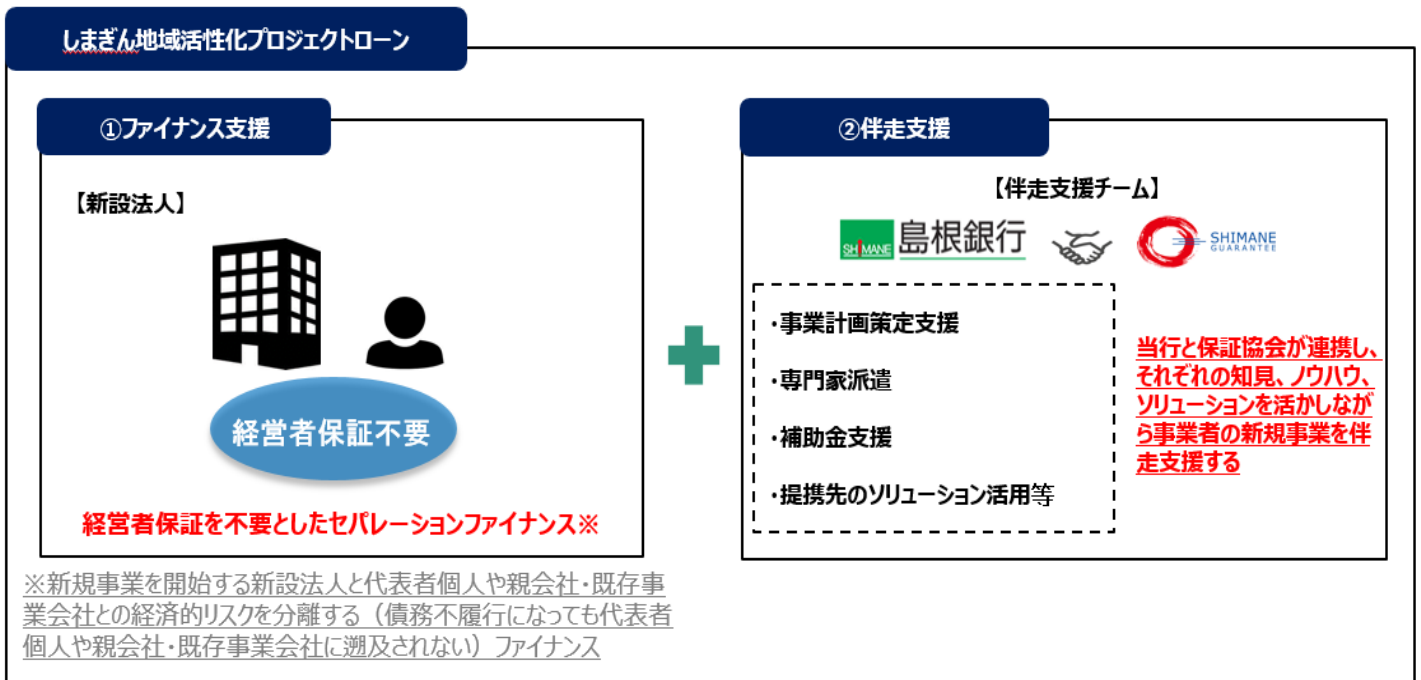 しまぎん地域活性化プロジェクトローン
①ファイナンス支援
【新設法人】
経営者保証不要
経営者保証を不要としたセパレーションファイナンス※
※新規事業を開始する新設法人と代表者個人や親会社・既存事
業会社との経済的リスクを分離する（債務不履行になっても代表者
個人や親会社・既存事業会社に遡及されない）ファイナンス
②伴走支援
【伴走支援チーム】
SHIMANE 島根銀行
SHIMANE
GUARANTEE
・事業計画策定支援
・専門家派遣
・補助金支援
・提携先のソリューション活用等
当行と保証協会が連携し、
それぞれの知見、ノウハウ、
ソリューションを活かしなが
ら事業者の新規事業を伴
走支援する